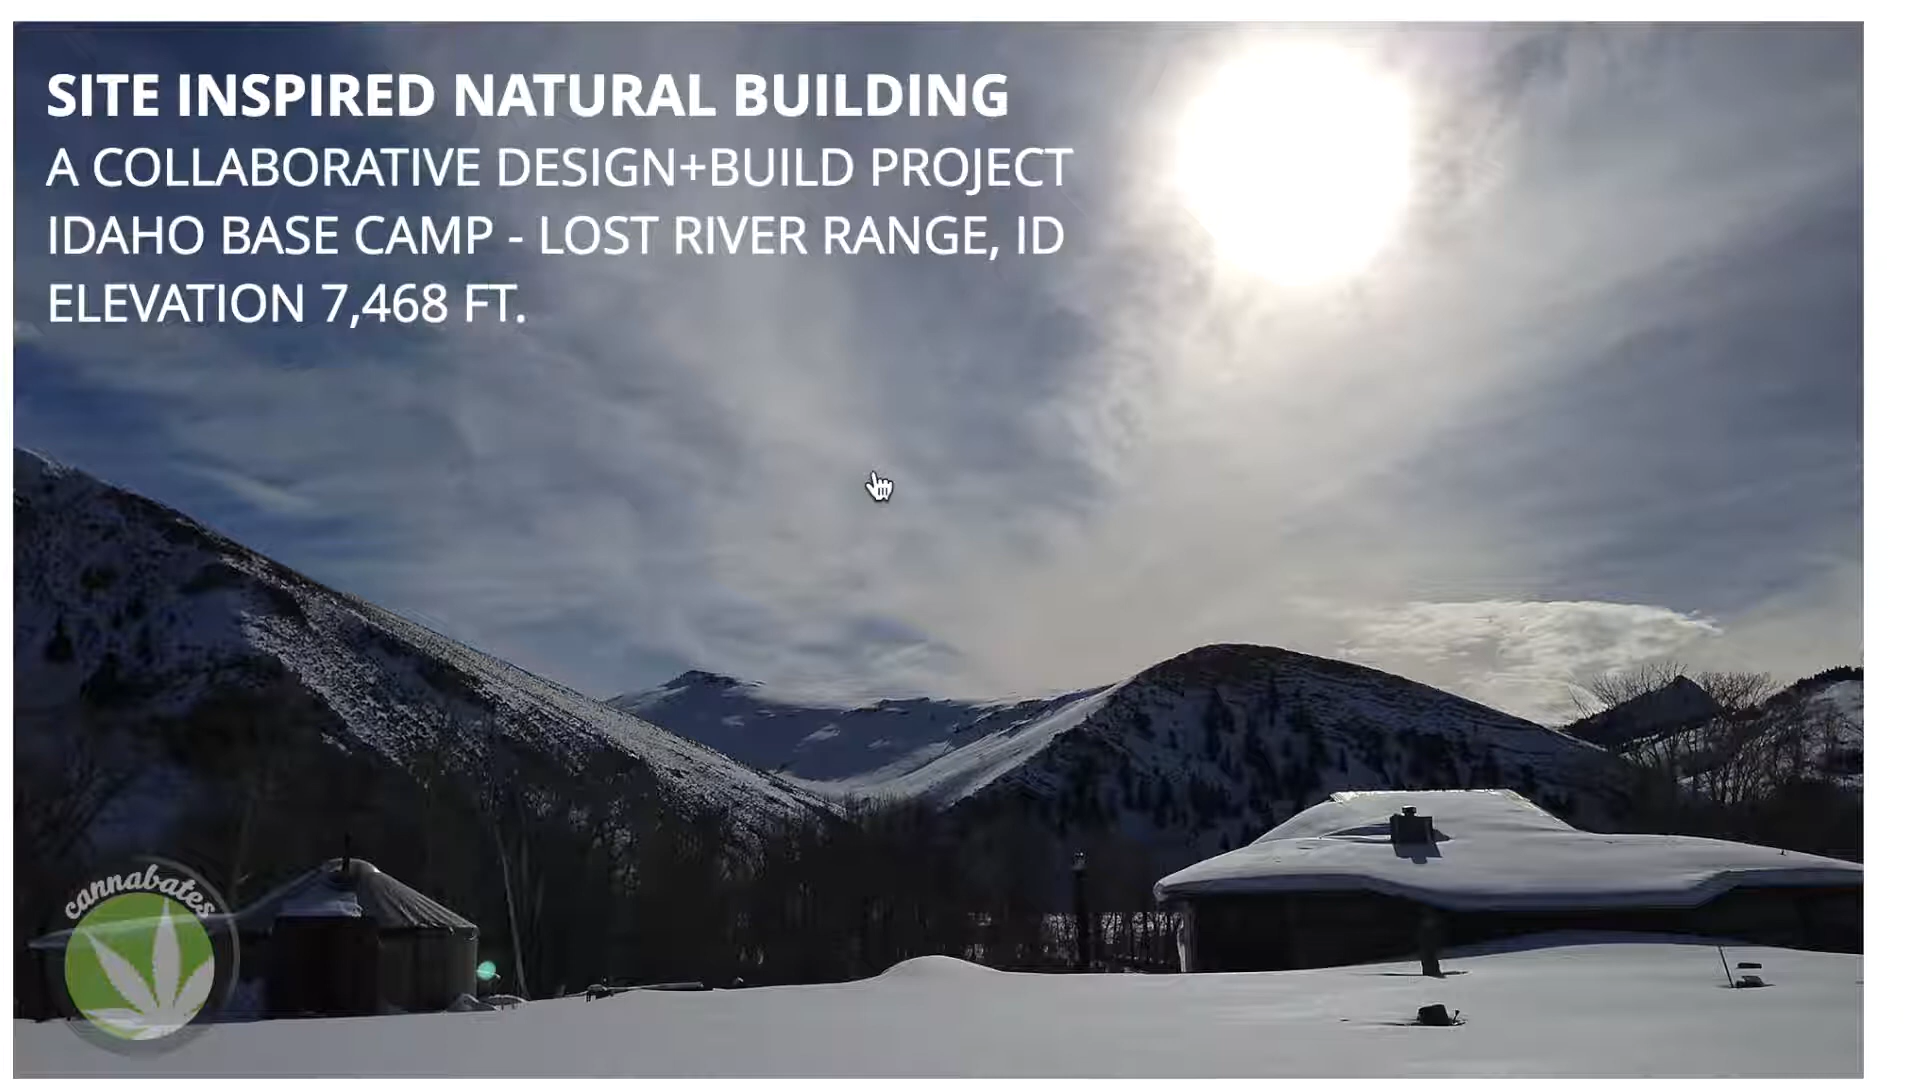 SITE INSPIRED NATURAL BUILDING
A COLLABORATIVE DESIGN+BUILD PROJECT
IDAHO BASE CAMP - LOST RIVER RANGE, ID
ELEVATION 7,468 FT.
cannabates